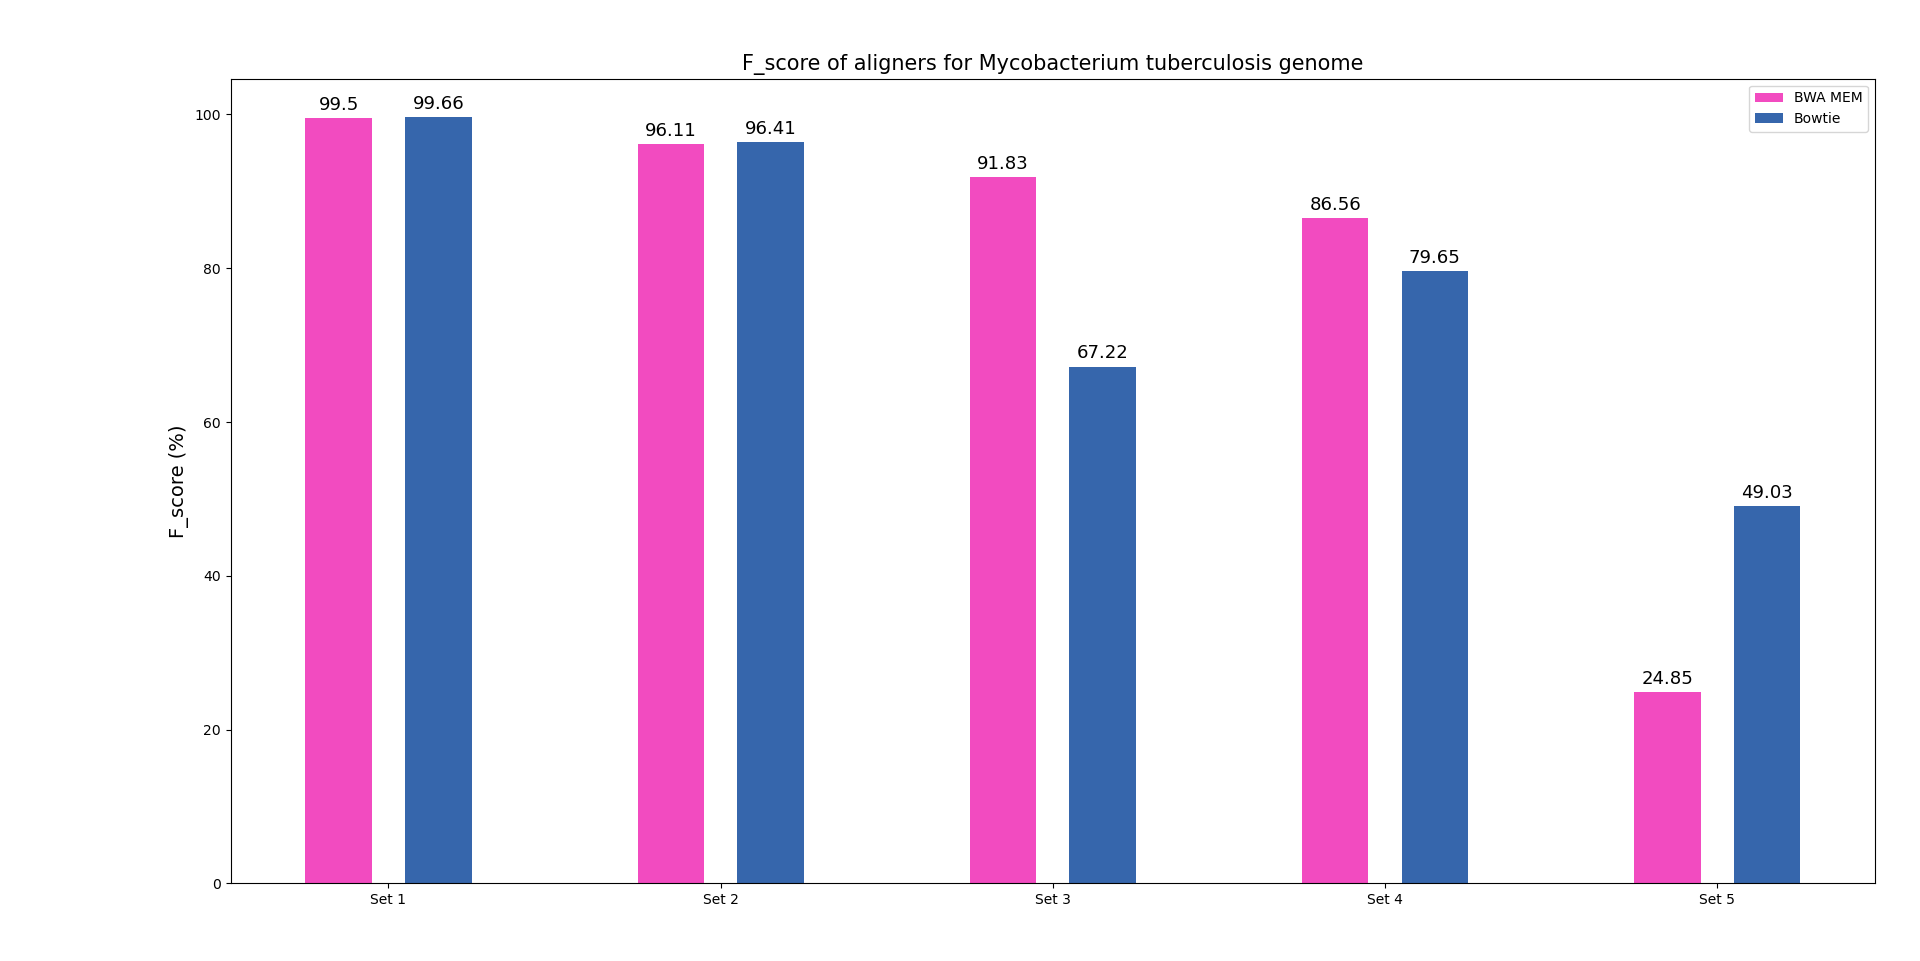 F_score of aligners for Mycobacterium tuberculosis genome
BWA MEM
Bowtie
99.5
99.66
96.11
96.41
91.83
67.22
86.56
79.65
24.85
49.03
F_score (%)
100
80
60
40
20
0
Set 1
Set 2
Set 3
Set 4
Set 5